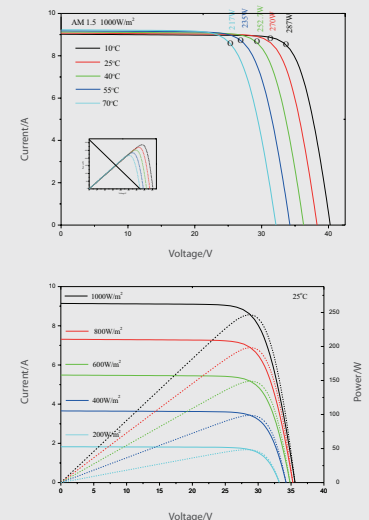 AM 1.5 1000W/m²
217W
235W
252.7W
270W
287W
10℃
25℃
40℃
55℃
70℃
10
8
6
4
2
0
Current/A
0 10 20 30 40
Voltage/V
1000W/m²
25℃
800W/m²
600W/m²
400W/m²
200W/m²
10
8
6
4
2
0
Current/A
250
200
150
100
50
0
Power/W
0 5 10 15 20 25 30 35 40
Voltage/V